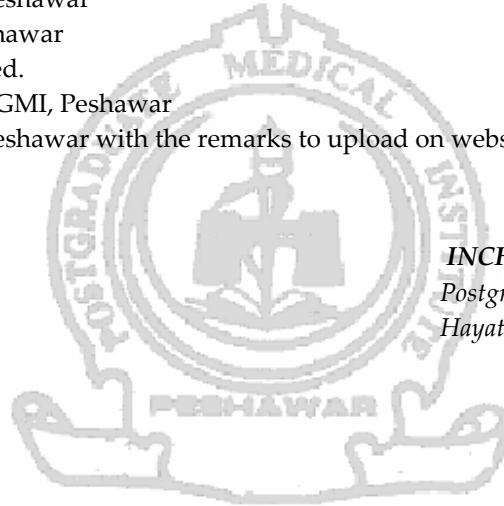 eshawar
hawar
ed.
GMI, Peshawar
eshawar with the remarks to upload on webs
POSTGRADUATE MEDICAL INSTITUTE
INCH
Postgr
Hayat
PESHAWAR